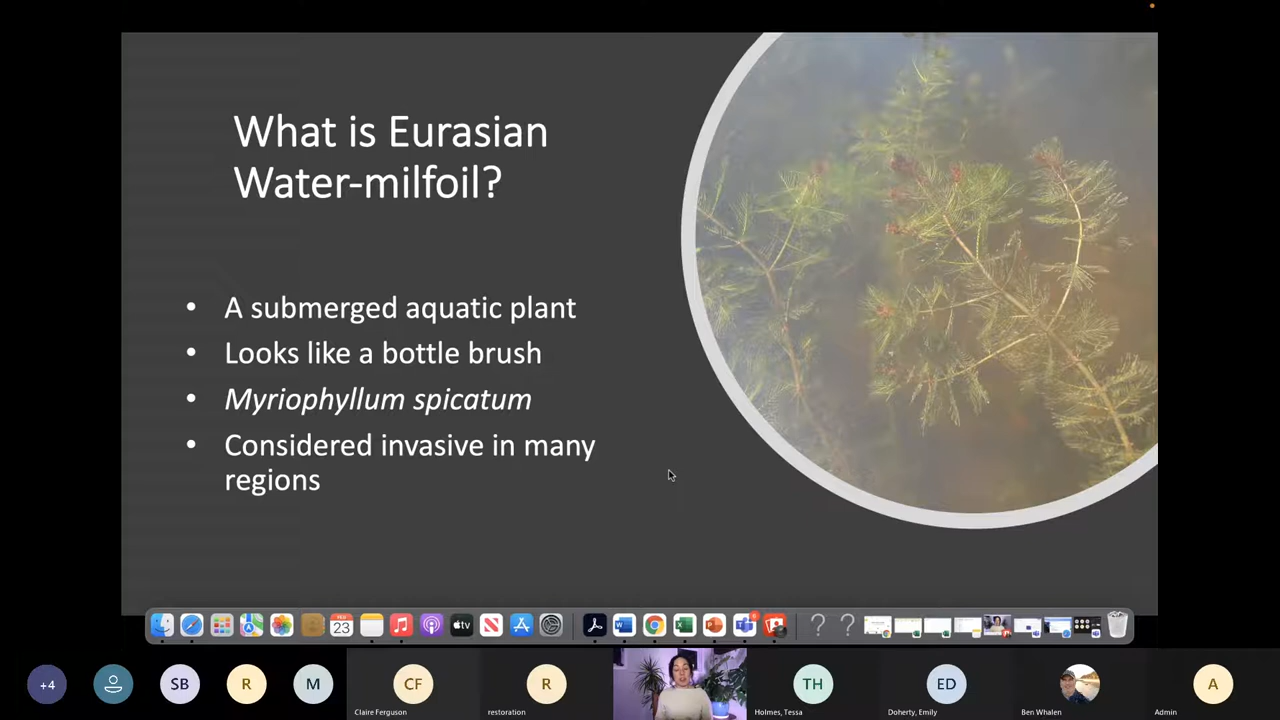 What is Eurasian
Water-milfoil?
• A submerged aquatic plant
• Looks like a bottle brush
• Myriophyllum spicatum
• Considered invasive in many
regions
23
tv
+4
SB
R
M
CF
R
TH
ED
A
Claire Ferguson
restoration
Holmes, Tessa
Doherty, Emily
Ben Whalen
Admin